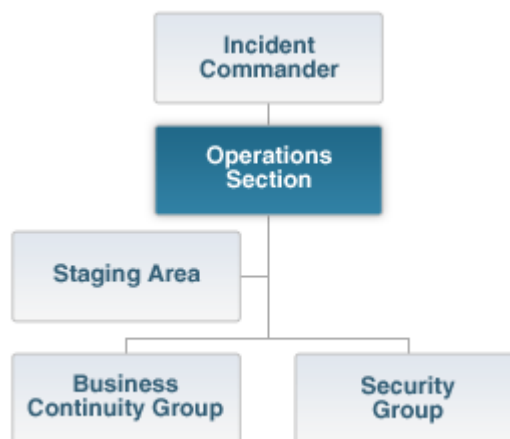 Incident
Commander
Operations
Section
Staging Area
Business
Continuity Group
Security
Group